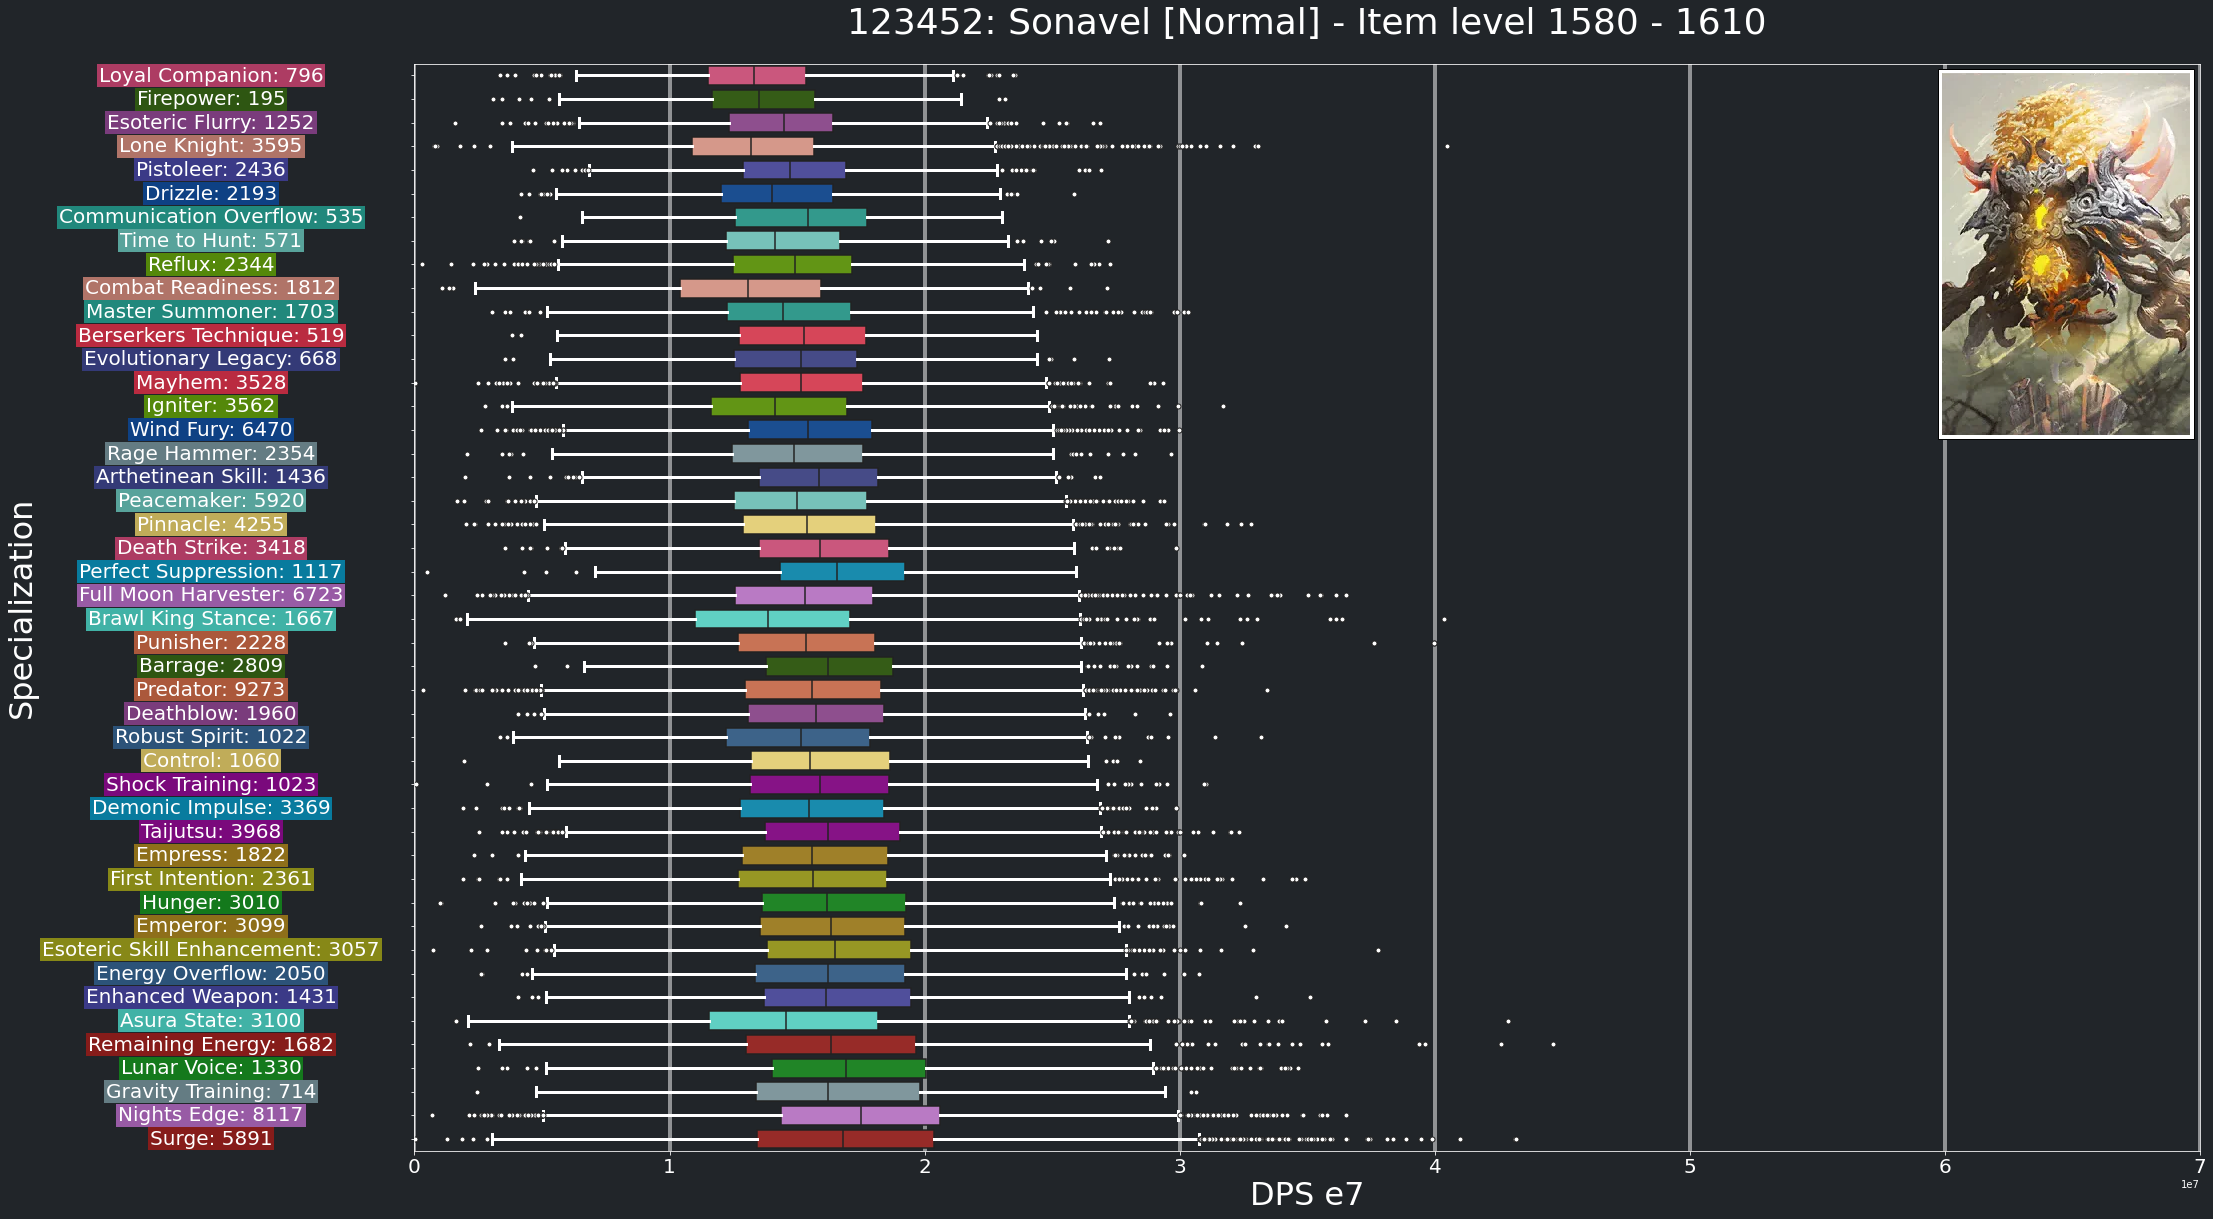 123452: Sonavel [Normal] - Item level 1580 - 1610
Specialization
Loyal Companion: 796
Firepower: 195
Esoteric Flurry: 1252
Lone Knight: 3595
Pistoleer: 2436
Drizzle: 2193
Communication Overflow: 535
Time to Hunt: 571
Reflux: 2344
Combat Readiness: 1812
Master Summoner: 1703
Berserkers Technique: 519
Evolutionary Legacy: 668
Mayhem: 3528
Igniter: 3562
Wind Fury: 6470
Rage Hammer: 2354
Arthetinean Skill: 1436
Peacemaker: 5920
Pinnacle: 4255
Death Strike: 3418
Perfect Suppression: 1117
Full Moon Harvester: 6723
Brawl King Stance: 1667
Punisher: 2228
Barrage: 2809
Predator: 9273
Deathblow: 1960
Robust Spirit: 1022
Control: 1060
Shock Training: 1023
Demonic Impulse: 3369
Taijutsu: 3968
Empress: 1822
First Intention: 2361
Hunger: 3010
Emperor: 3099
Esoteric Skill Enhancement: 3057
Energy Overflow: 2050
Enhanced Weapon: 1431
Asura State: 3100
Remaining Energy: 1682
Lunar Voice: 1330
Gravity Training: 714
Nights Edge: 8117
Surge: 5891
0 1 2 3 4 5 6 7
1e7
DPS e7